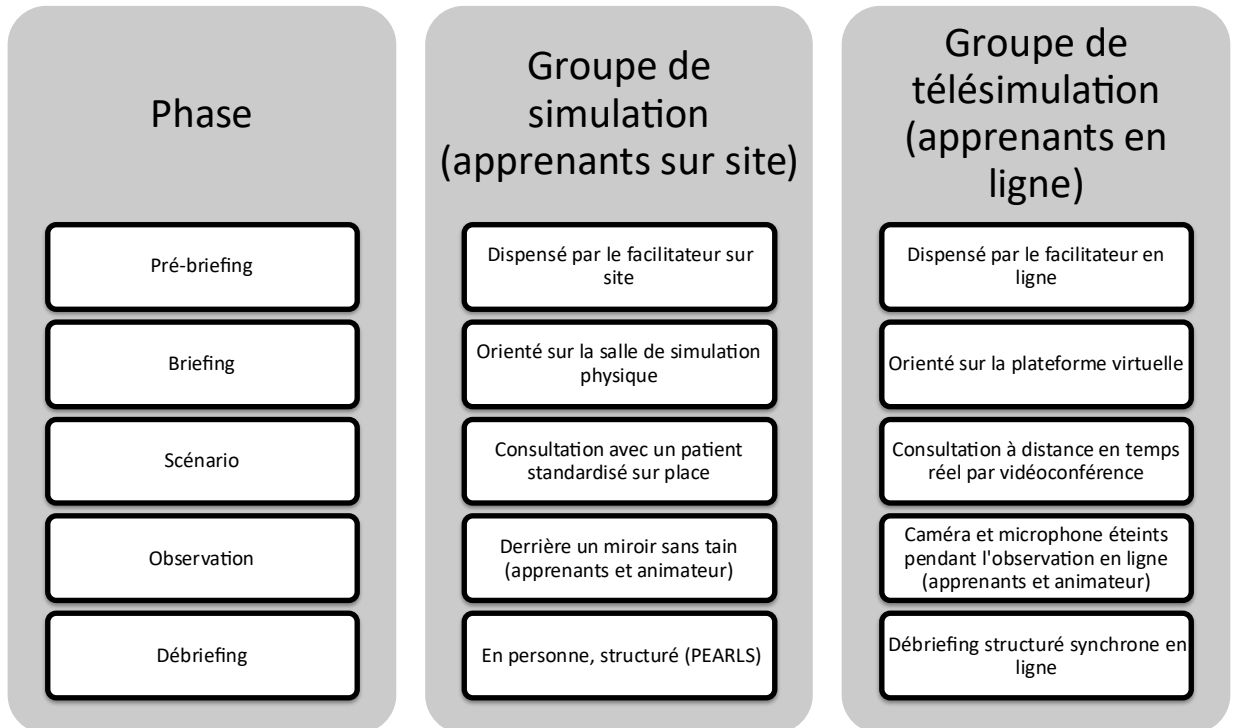 Phase
Groupe de
simulation
(apprenants sur site)
Groupe de
télésimulation
(apprenants en
ligne)
Pré-briefing
Dispensé par le facilitateur sur
site
Dispensé par le facilitateur en
ligne
Briefing
Orienté sur la salle de simulation
physique
Orienté sur la plateforme virtuelle
Scénario
Consultation avec un patient
standardisé sur place
Consultation à distance en temps
réel par vidéoconférence
Observation
Derrière un miroir sans tain
(apprenants et animateur)
Caméra et microphone éteints
pendant l'observation en ligne
(apprenants et animateur)
Débriefing
En personne, structuré (PEARLS)
Débriefing structuré synchrone en
ligne